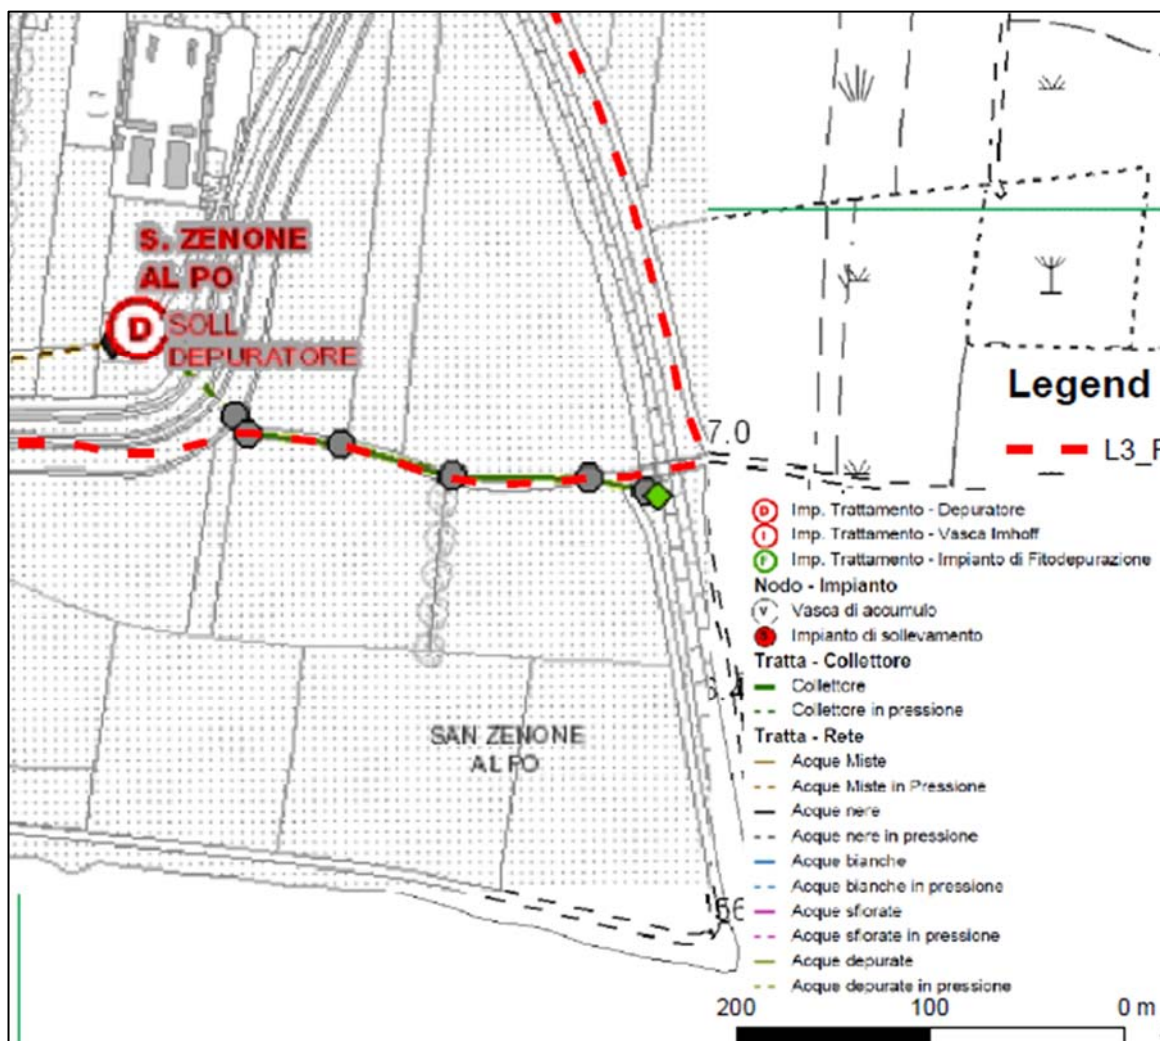 S. ZENONE
AL PO
D
SOLL
DEPURATORE
7.0
Legend
D Imp. Trattamento - Depuratore
I Imp. Trattamento - Vasca Imhoff
F Imp. Trattamento - Impianto di Fitodepurazione
Nodo - Impianto
V Vasca di accumulo
Impianto di sollevamento
Tratta - Collettore
Collettore
Collettore in pressione
Tratta - Rete
Acque Miste
Acque Miste in Pressione
Acque nere
Acque nere in pressione
Acque bianche
Acque bianche in pressione
Acque sfiorate
Acque sfiorate in pressione
Acque depurate
Acque depurate in pressione
SAN ZENONE
AL PO
200 100 0 m